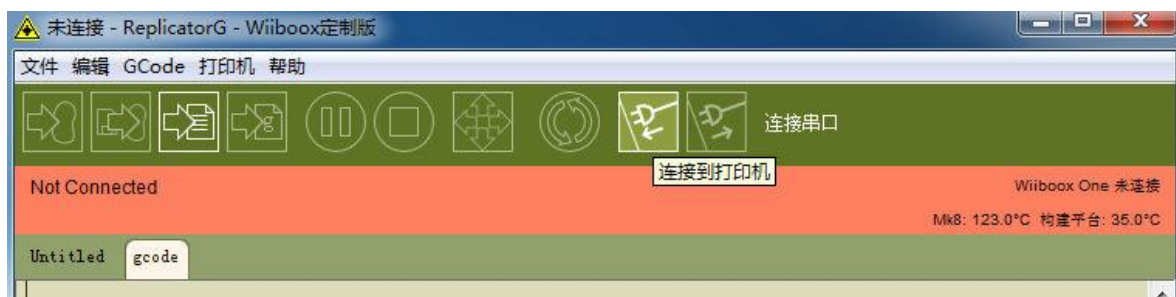 未连接 - ReplicatorG - Wiiboox定制版
文件 编辑 GCode 打印机 帮助
连接串口
连接到打印机
Not Connected
Wiiboox One 未连接
Mk8: 123.0°C 构建平台: 35.0°C
Untitled gcode